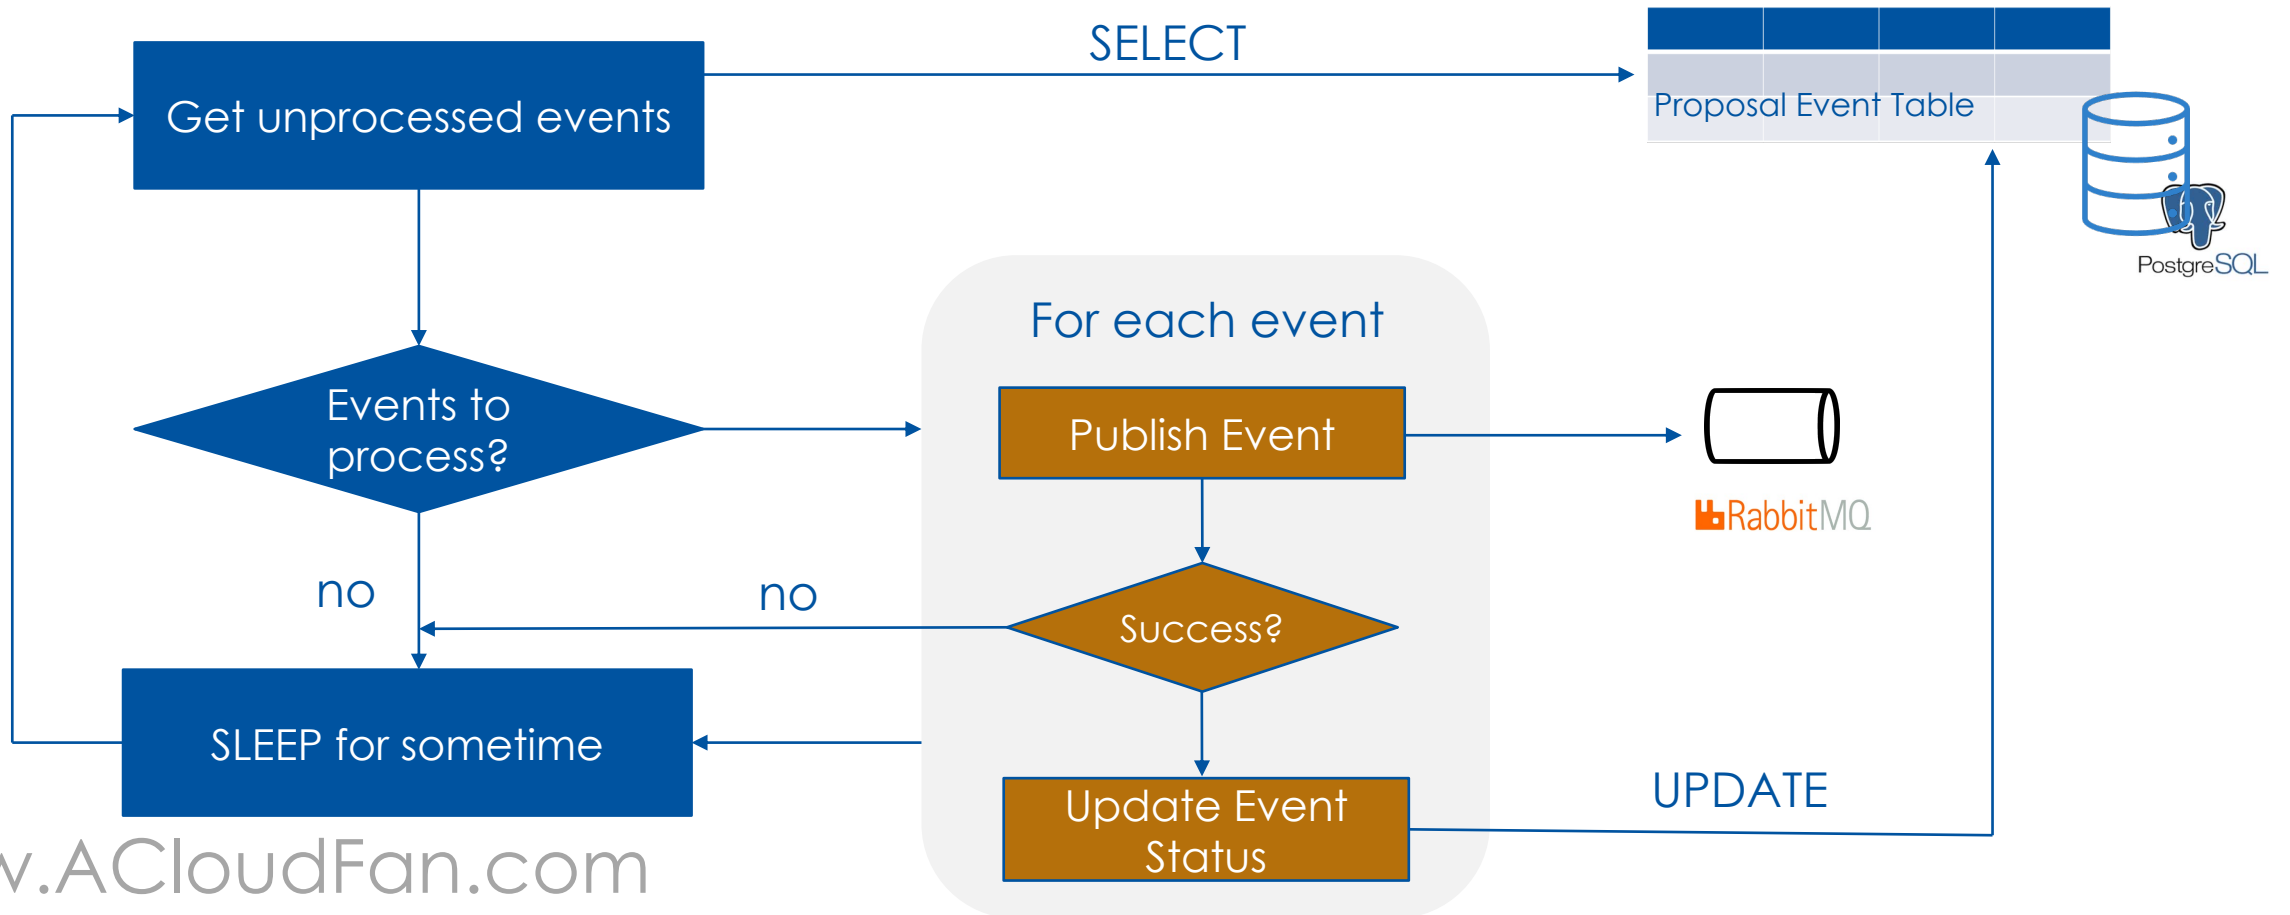 SELECT
Get unprocessed events
Proposal Event Table
PostgreSQL
For each event
Events to
process?
Publish Event
RabbitMQ
no
no
Success?
SLEEP for sometime
Update Event
Status
UPDATE
.ACloudFan.com